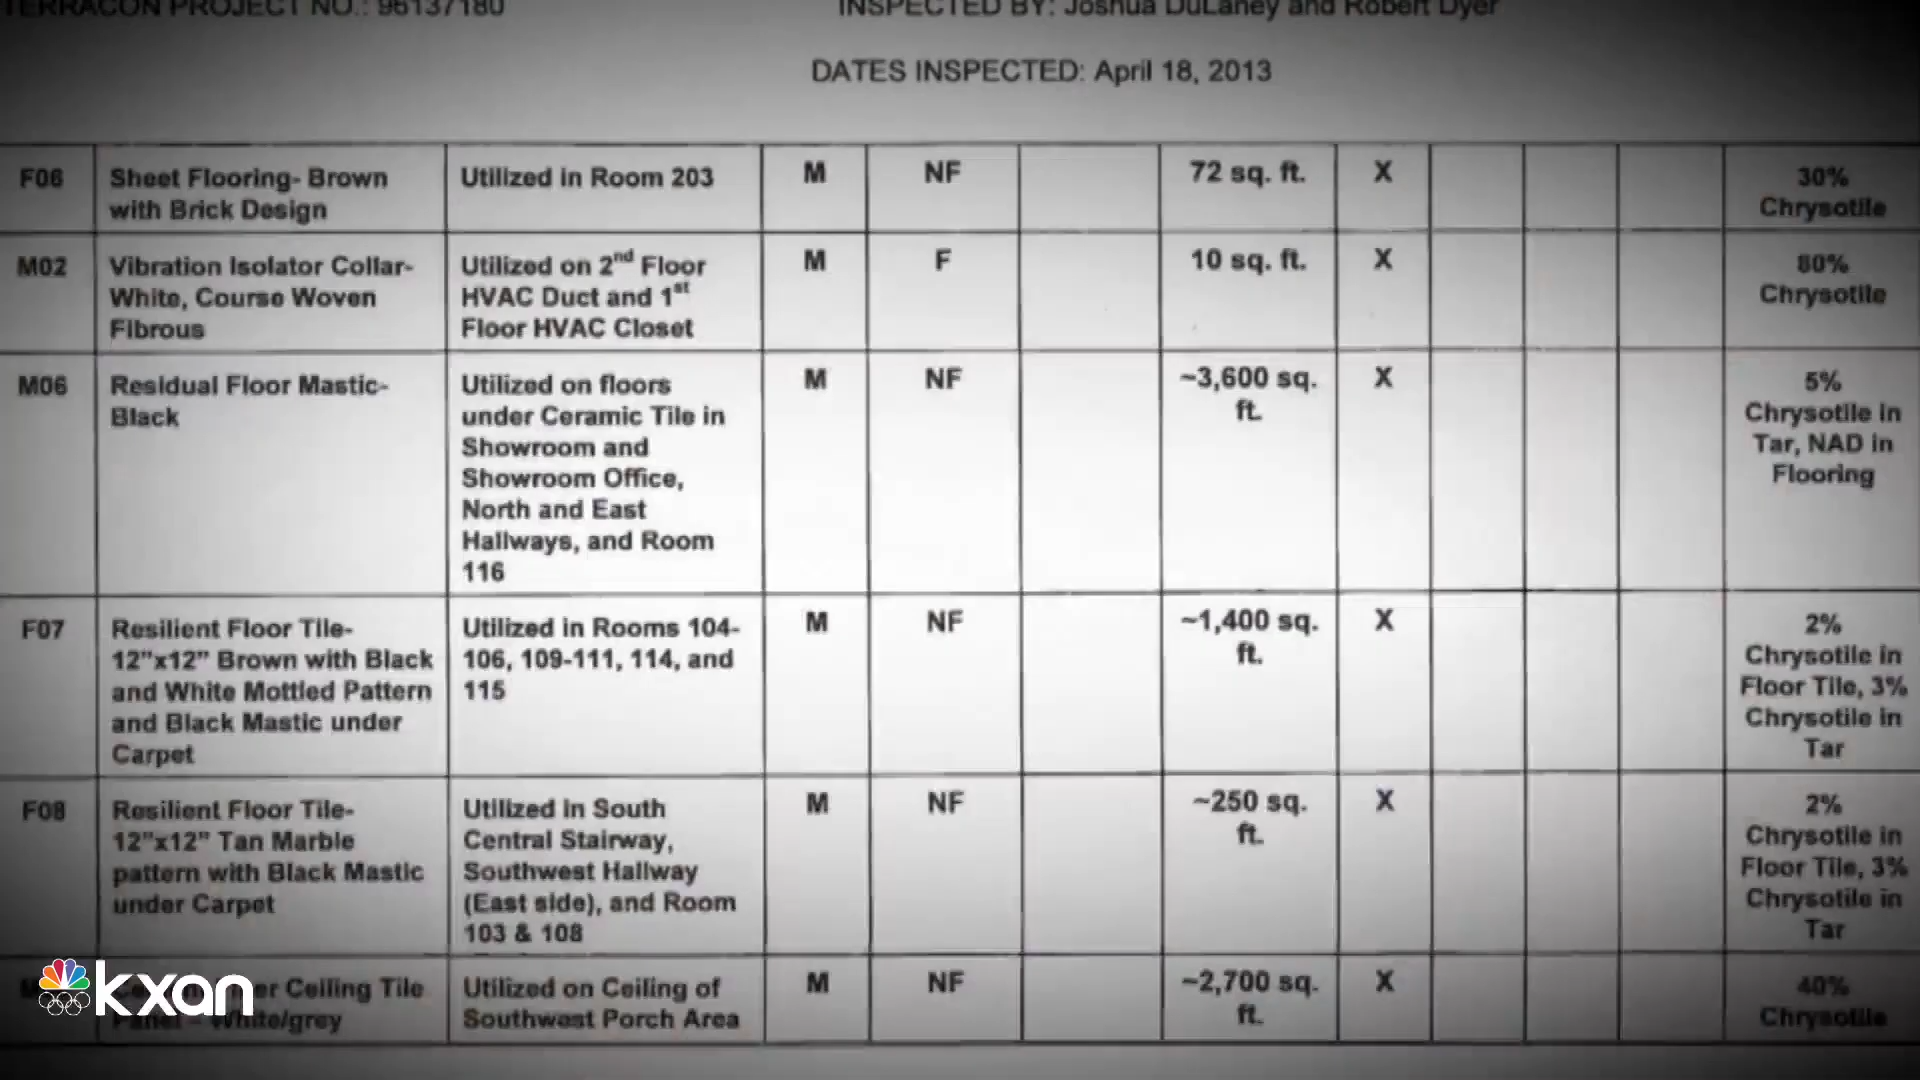 TERRACON PROJECT NO.: 96137180
INSPECTED BY: Joshua DuLaney and Robert Dyer
DATES INSPECTED: April 18, 2013
F06
Sheet Flooring- Brown
with Brick Design
Utilized in Room 203
M
NF
72 sq. ft.
X
30%
Chrysotile
M02
Vibration Isolator Collar-
White, Course Woven
Fibrous
Utilized on 2nd Floor
HVAC Duct and 1st
Floor HVAC Closet
M
F
10 sq. ft.
X
80%
Chrysotile
M06
Residual Floor Mastic-
Black
Utilized on floors
under Ceramic Tile in
Showroom and
Showroom Office,
North and East
Hallways, and Room
116
M
NF
~3,600 sq.
ft.
X
5%
Chrysotile in
Tar, NAD in
Flooring
F07
Resilient Floor Tile-
12"x12" Brown with Black
and White Mottled Pattern
and Black Mastic under
Carpet
Utilized in Rooms 104-
106, 109-111, 114, and
115
M
NF
~1,400 sq.
ft.
X
2%
Chrysotile in
Floor Tile, 3%
Chrysotile in
Tar
F08
Resilient Floor Tile-
12"x12" Tan Marble
pattern with Black Mastic
under Carpet
Utilized in South
Central Stairway,
Southwest Hallway
(East side), and Room
103 & 108
M
NF
~250 sq.
ft.
X
2%
Chrysotile in
Floor Tile, 3%
Chrysotile in
Tar
Ceiling Tile
Panel – White/grey
Utilized on Ceiling of
Southwest Porch Area
M
NF
~2,700 sq.
ft.
X
40%
Chrysotile
kxan